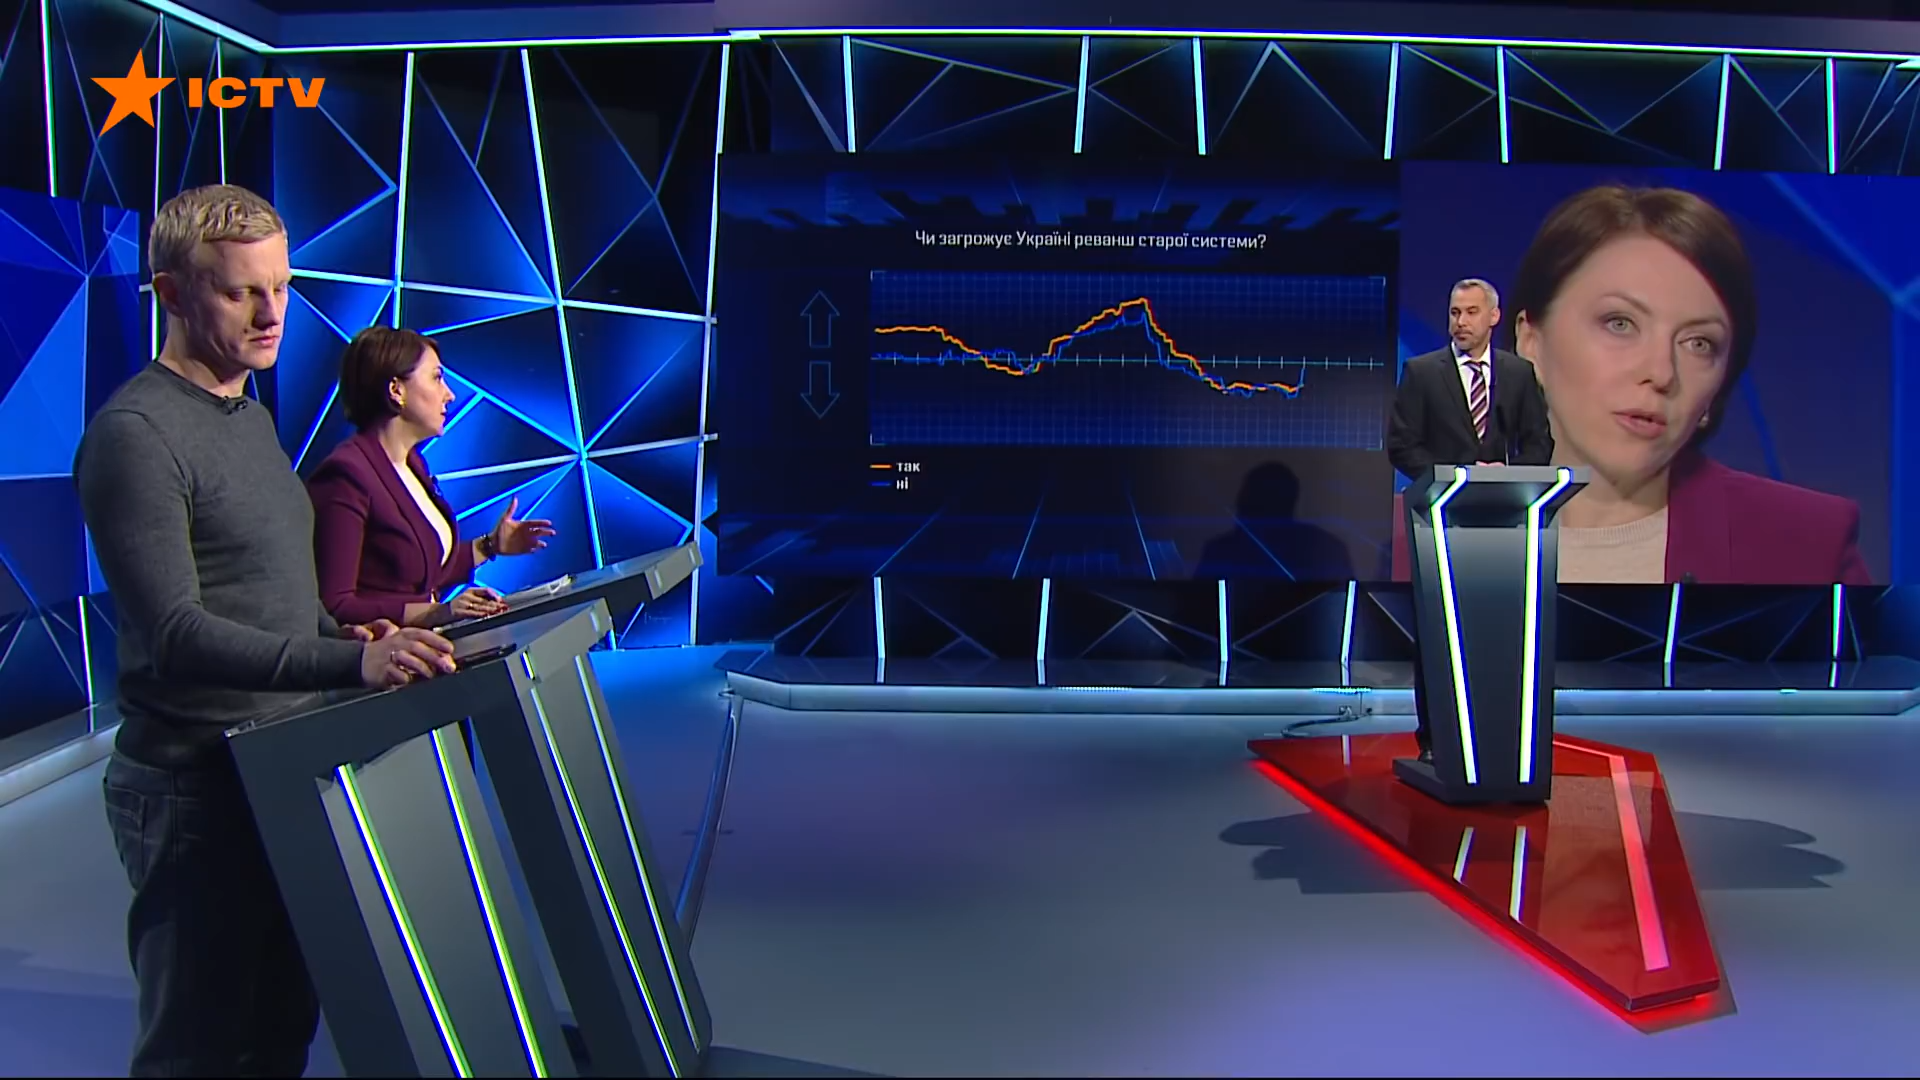 ICTV
Чи загрожує Україні реванш старої системи?
так
ні